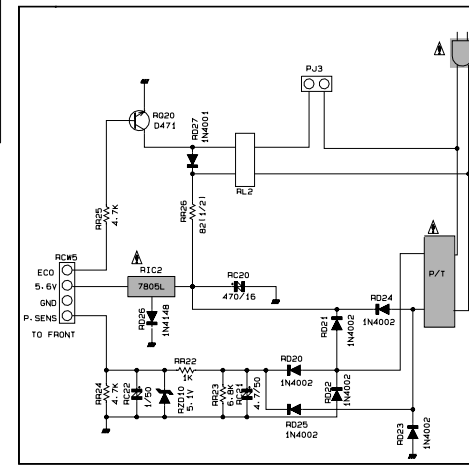 PJ3
RQ20
D471
RD27
1N4001
RL2
RR26
82(1/2)
RR25
4.7K
RCW5
ECO
5.6V
GND
P.SENS
TO FRONT
RIC2
7805L
RC20
470/16
RD26
1N4148
RD24
1N4002
P/T
RD21
1N4002
RR22
1K
RD20
1N4002
RR24
4.7K
RC22
1/50
RZD10
5.1V
RR23
6.8K
RC21
4.7/50
RD22
1N4002
RD25
1N4002
RD23
1N4002